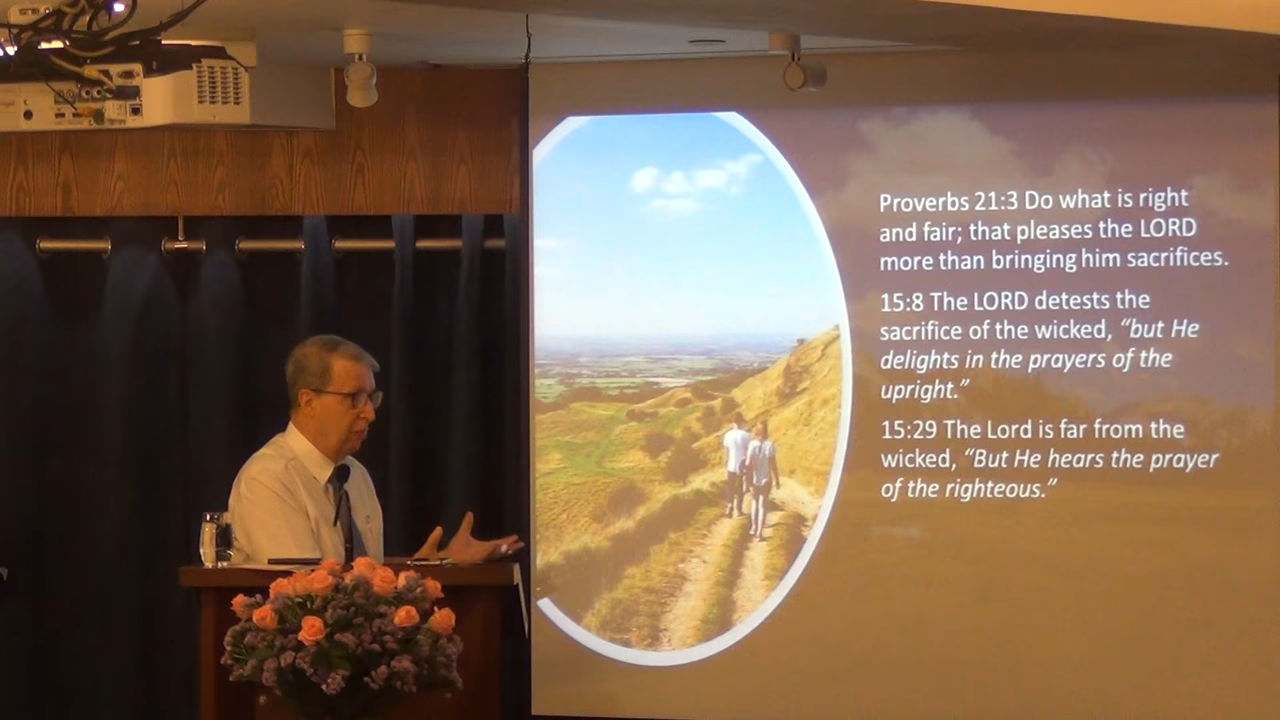 Proverbs 21:3 Do what is right
and fair; that pleases the LORD
more than bringing him sacrifices.
15:8 The LORD detests the
sacrifice of the wicked, “but He
delights in the prayers of the
upright.”
15:29 The Lord is far from the
wicked, “But He hears the prayer
of the righteous.”